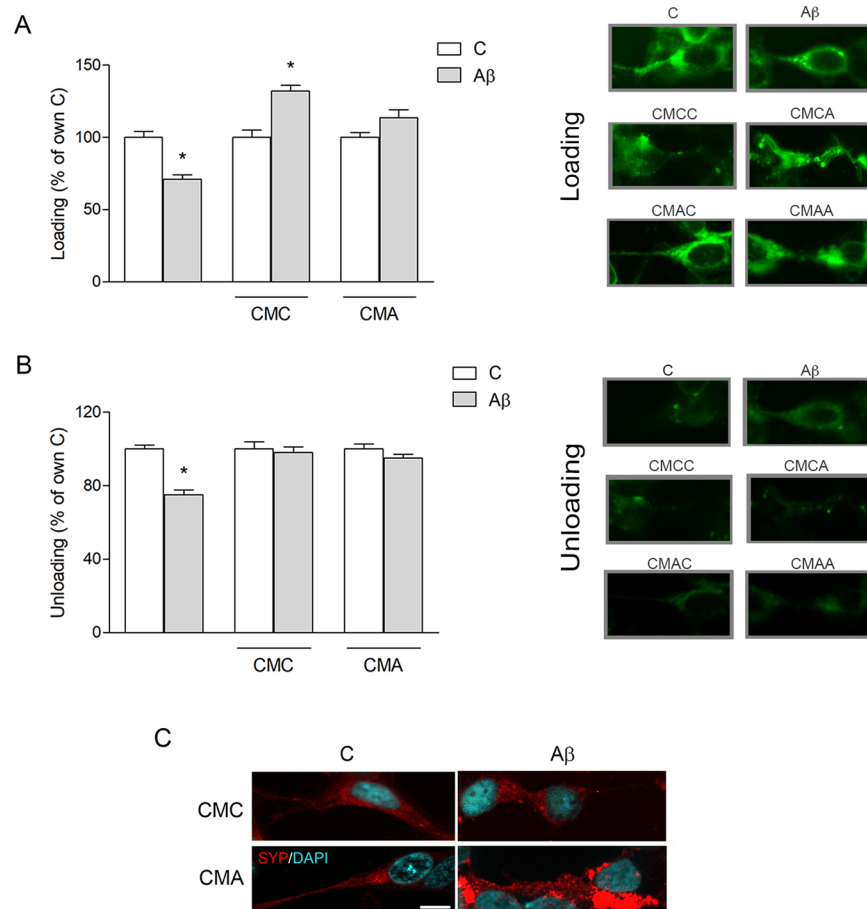 A
C
Aβ
Loading (% of own C)
150
100
50
0
*
*
CMC
CMA
Loading
C
Aβ
CMCC
CMCA
CMAC
CMAA
B
C
Aβ
Unloading (% of own C)
120
80
40
0
*
CMC
CMA
Unloading
C
Aβ
CMCC
CMCA
CMAC
CMAA
C
C
Aβ
CMC
CMA
SYP/DAPI